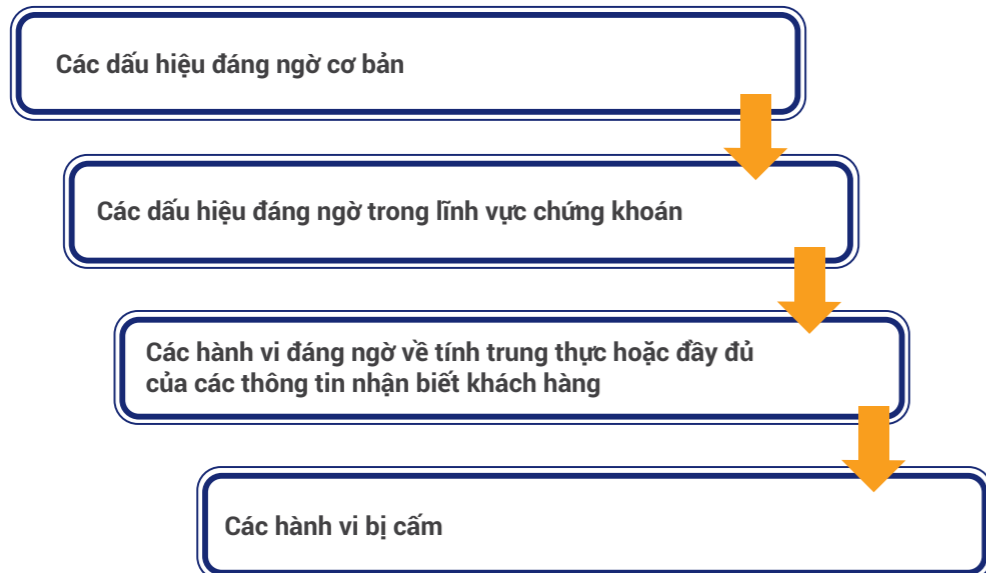 Các dấu hiệu đáng ngờ cơ bản
Các dấu hiệu đáng ngờ trong lĩnh vực chứng khoán
Các hành vi đáng ngờ về tính trung thực hoặc đầy đủ
của các thông tin nhận biết khách hàng
Các hành vi bị cấm